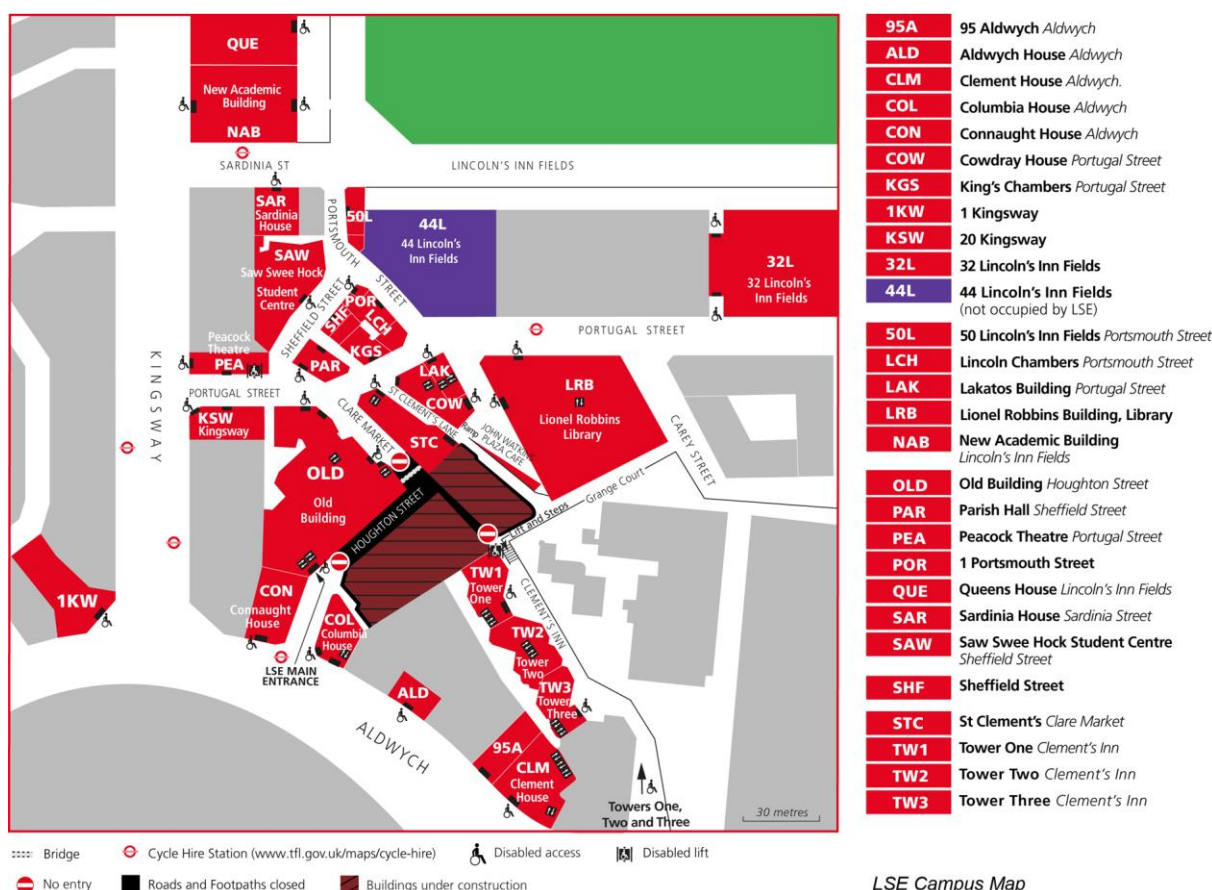 QUE
New Academic
Building
NAB
SARDINIA ST
LINCOLN'S INN FIELDS
SAR
Sardinia
House
PORTSMOUTH
STREET
50L
44L
44 Lincoln's
Inn Fields
32L
32 Lincoln's
Inn Fields
SAW
Saw Swee Hock
Student
Centre
SHEFFIELD STREET
POR
SHF
LCH
KGS
PAR
PORTUGAL STREET
Peacock
Theatre
PEA
KINGSWAY
PORTUGAL STREET
KSW
Kingsway
LAK
COW
ST CLEMENT'S LANE
CLARE MARKET
STC
Ramp
JOHN WATKINS
PLAZA CAFE
LRB
Lionel Robbins
Library
CAREY STREET
OLD
Old
Building
HOUGHTON STREET
Grange Court
Lift and Steps
1KW
CON
Connaught
House
COL
Columbia
House
LSE MAIN
ENTRANCE
TW1
Tower
One
CLEMENT'S INN
TW2
Tower
Two
TW3
Tower
Three
ALD
ALDWYCH
95A
CLM
Clement
House
Towers One,
Two and Three
30 metres
Bridge
Cycle Hire Station (www.tfl.gov.uk/maps/cycle-hire)
Disabled access
Disabled lift
No entry
Roads and Footpaths closed
Buildings under construction
95A 95 Aldwych Aldwych
ALD Aldwych House Aldwych
CLM Clement House Aldwych.
COL Columbia House Aldwych
CON Connaught House Aldwych
COW Cowdray House Portugal Street
KGS King's Chambers Portugal Street
1KW 1 Kingsway
KSW 20 Kingsway
32L 32 Lincoln's Inn Fields
44L 44 Lincoln's Inn Fields
(not occupied by LSE)
50L 50 Lincoln's Inn Fields Portsmouth Street
LCH Lincoln Chambers Portsmouth Street
LAK Lakatos Building Portugal Street
LRB Lionel Robbins Building, Library
NAB New Academic Building
Lincoln's Inn Fields
OLD Old Building Houghton Street
PAR Parish Hall Sheffield Street
PEA Peacock Theatre Portugal Street
POR 1 Portsmouth Street
QUE Queens House Lincoln's Inn Fields
SAR Sardinia House Sardinia Street
SAW Saw Swee Hock Student Centre
Sheffield Street
SHF Sheffield Street
STC St Clement's Clare Market
TW1 Tower One Clement's Inn
TW2 Tower Two Clement's Inn
TW3 Tower Three Clement's Inn
LSE Campus Map